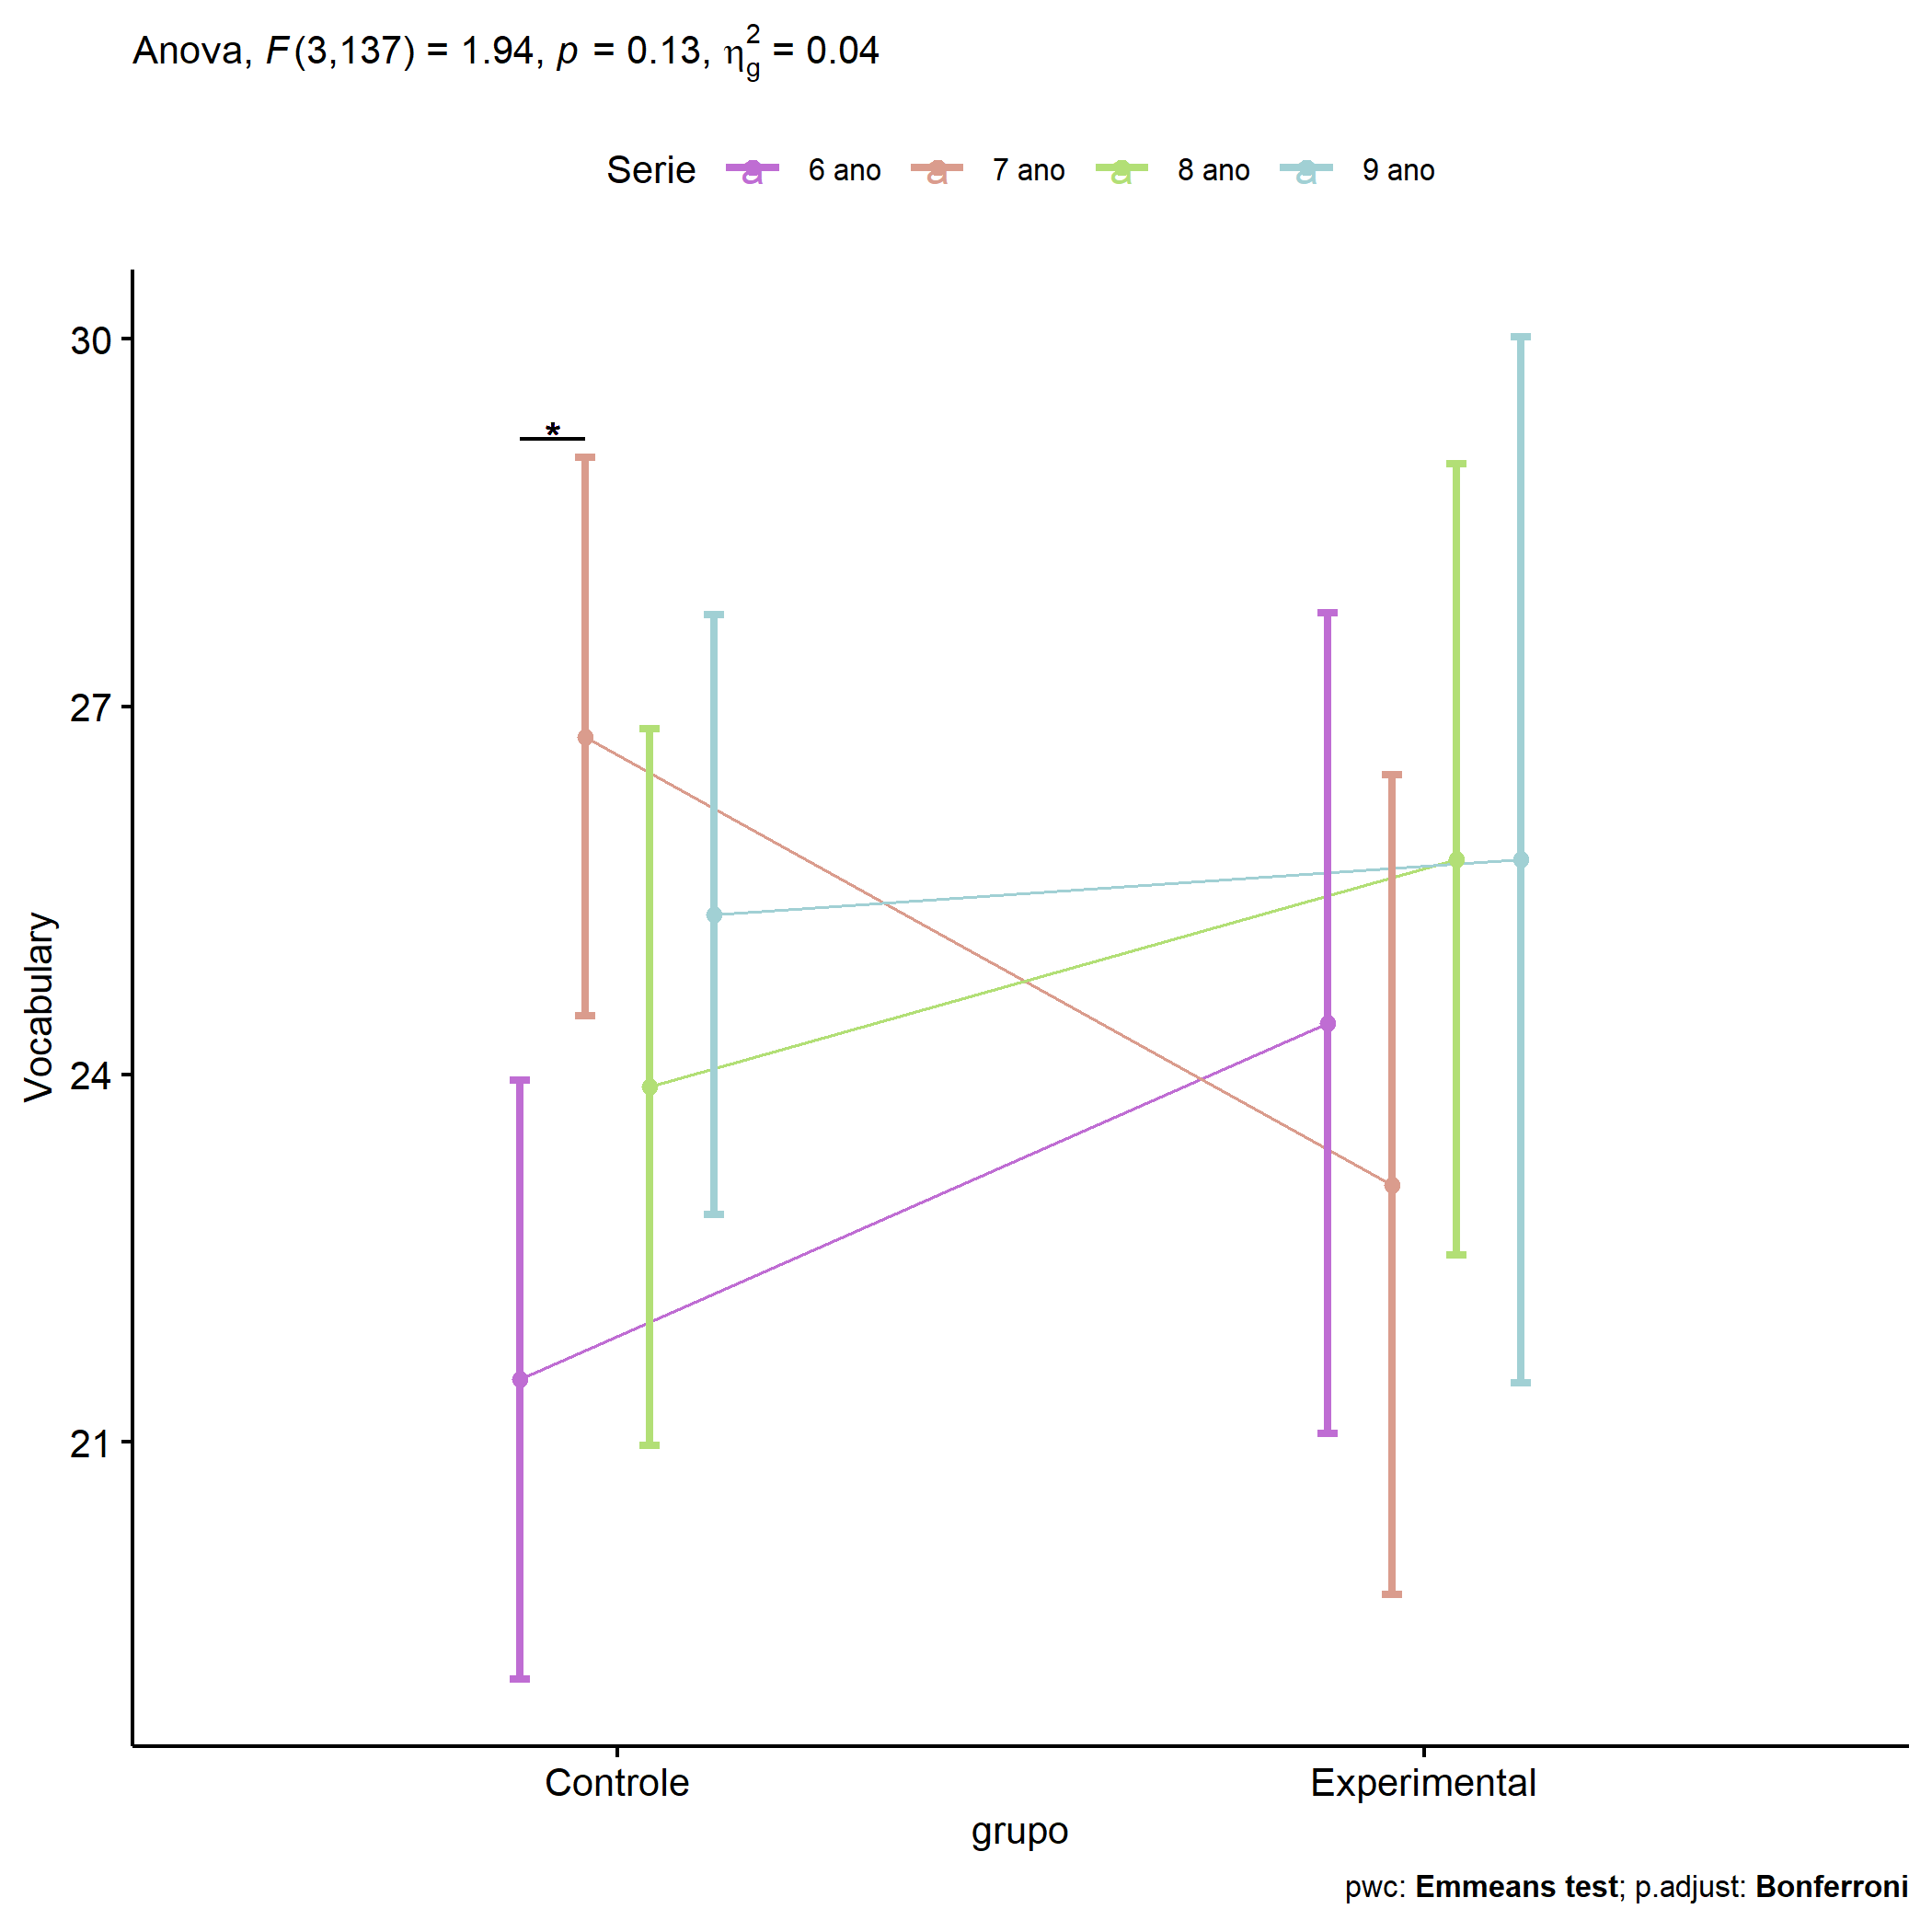 Anova, F(3,137) = 1.94, p = 0.13, η²g = 0.04
Serie a 6 ano a 7 ano a 8 ano a 9 ano
30
*
27
24
21
Vocabulary
Controle Experimental
grupo
pwc: Emmeans test; p.adjust: Bonferroni